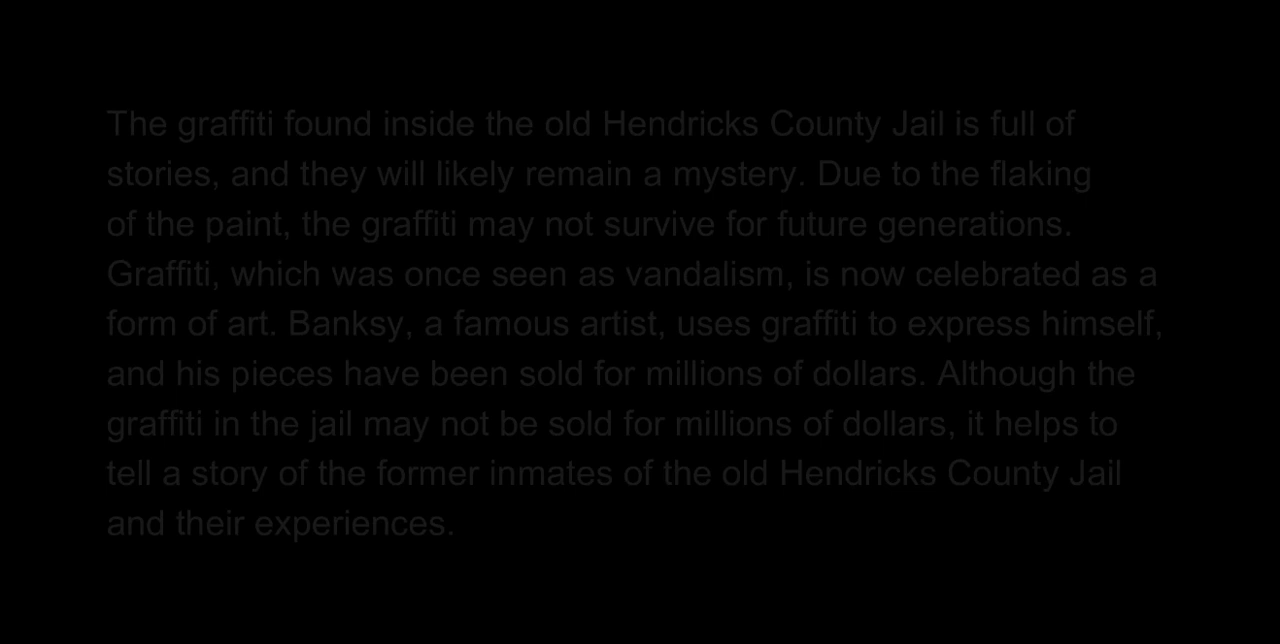 The graffiti found inside the old Hendricks County Jail is full of
stories, and they will likely remain a mystery. Due to the flaking
of the paint, the graffiti may not survive for future generations.
Graffiti, which was once seen as vandalism, is now celebrated as a
form of art. Banksy, a famous artist, uses graffiti to express himself,
and his pieces have been sold for millions of dollars. Although the
graffiti in the jail may not be sold for millions of dollars, it helps to
tell a story of the former inmates of the old Hendricks County Jail
and their experiences.